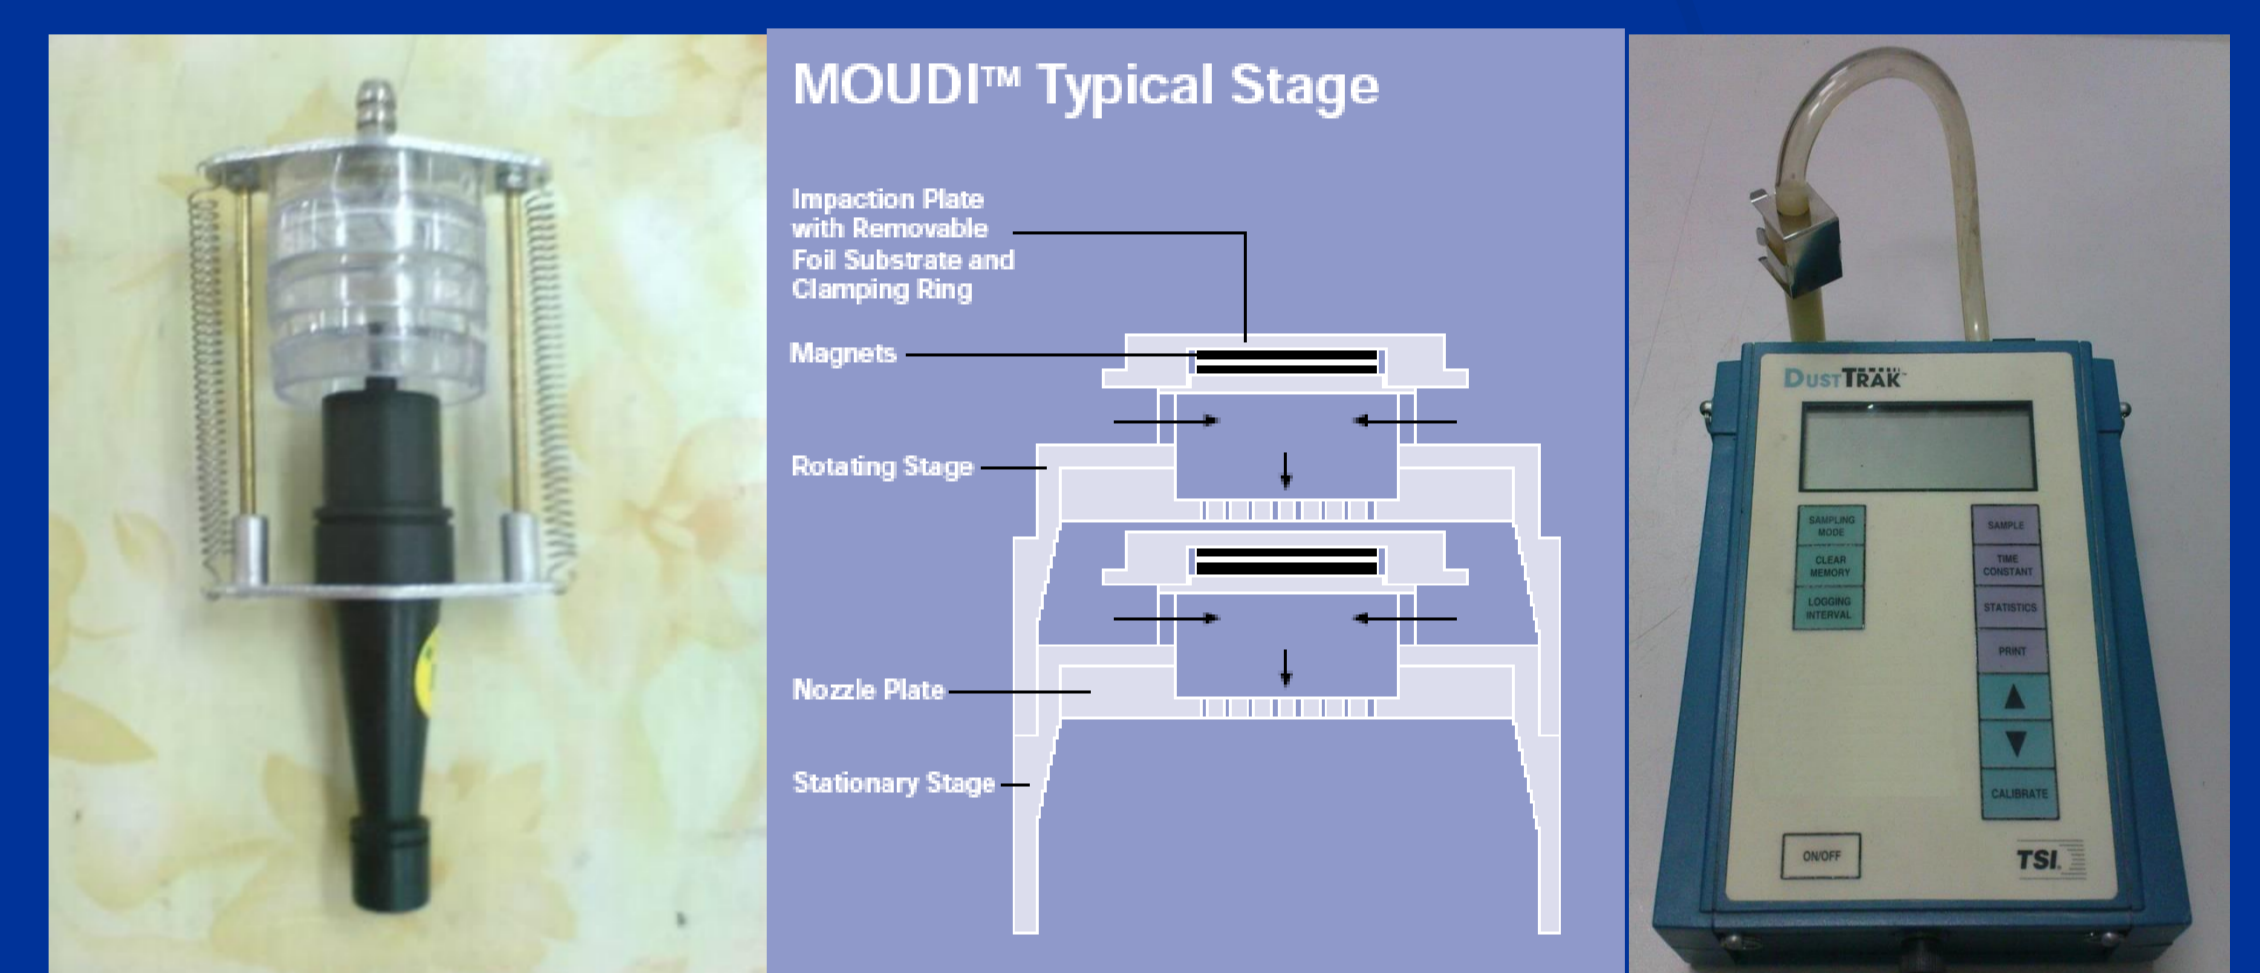 MOUDI™ Typical Stage
Impaction Plate
with Removable
Foil Substrate and
Clamping Ring
Magnets
Rotating Stage
Nozzle Plate
Stationary Stage
DUSTTRAK™
SAMPLING
MODE
CLEAR
MEMORY
LOGGING
INTERVAL
SAMPLE
TIME
CONSTANT
STATISTICS
PRINT
CALIBRATE
ON/OFF
TSI